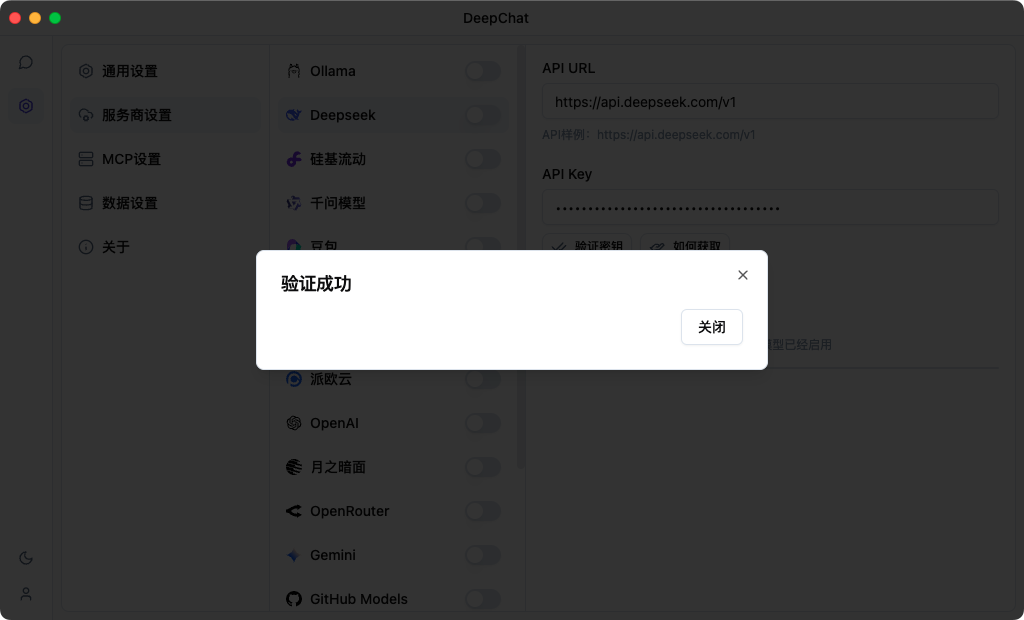 DeepChat
通用设置
服务商设置
MCP设置
数据设置
关于
Ollama
Deepseek
硅基流动
千问模型
豆包
派欧云
OpenAI
月之暗面
OpenRouter
Gemini
GitHub Models
API URL
https://api.deepseek.com/v1
API样例：https://api.deepseek.com/v1
API Key
••••••••••••••••••••••••••••••••••
验证密钥
如何获取
型已经启用
验证成功
关闭